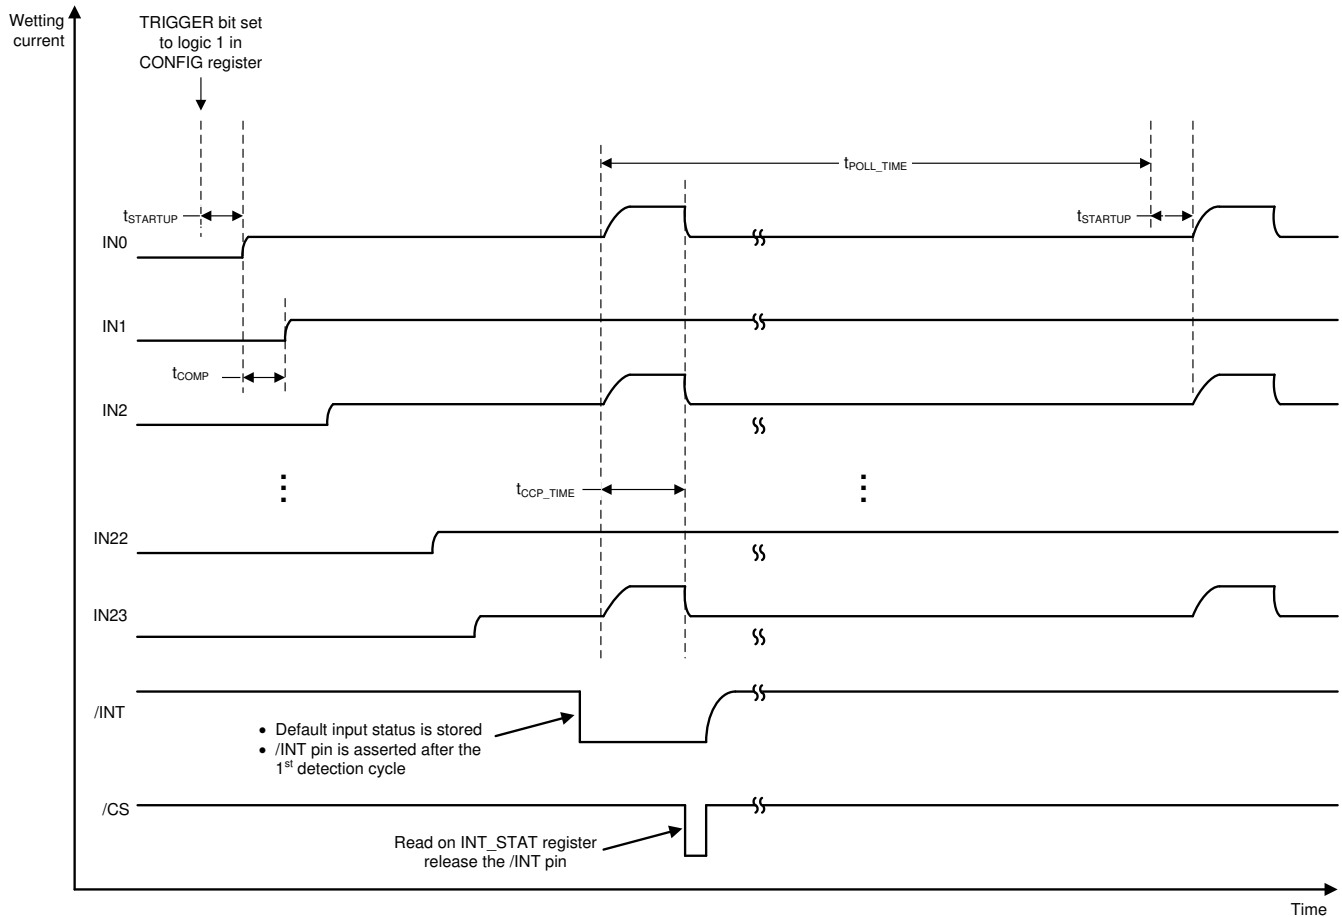 Wetting
current
TRIGGER bit set
to logic 1 in
CONFIG register
tPOLL_TIME
tSTARTUP
tSTARTUP
IN0
IN1
tCOMP
IN2
tCCP_TIME
IN22
IN23
/INT
• Default input status is stored
• /INT pin is asserted after the
1st detection cycle
/CS
Read on INT_STAT register
release the /INT pin
Time